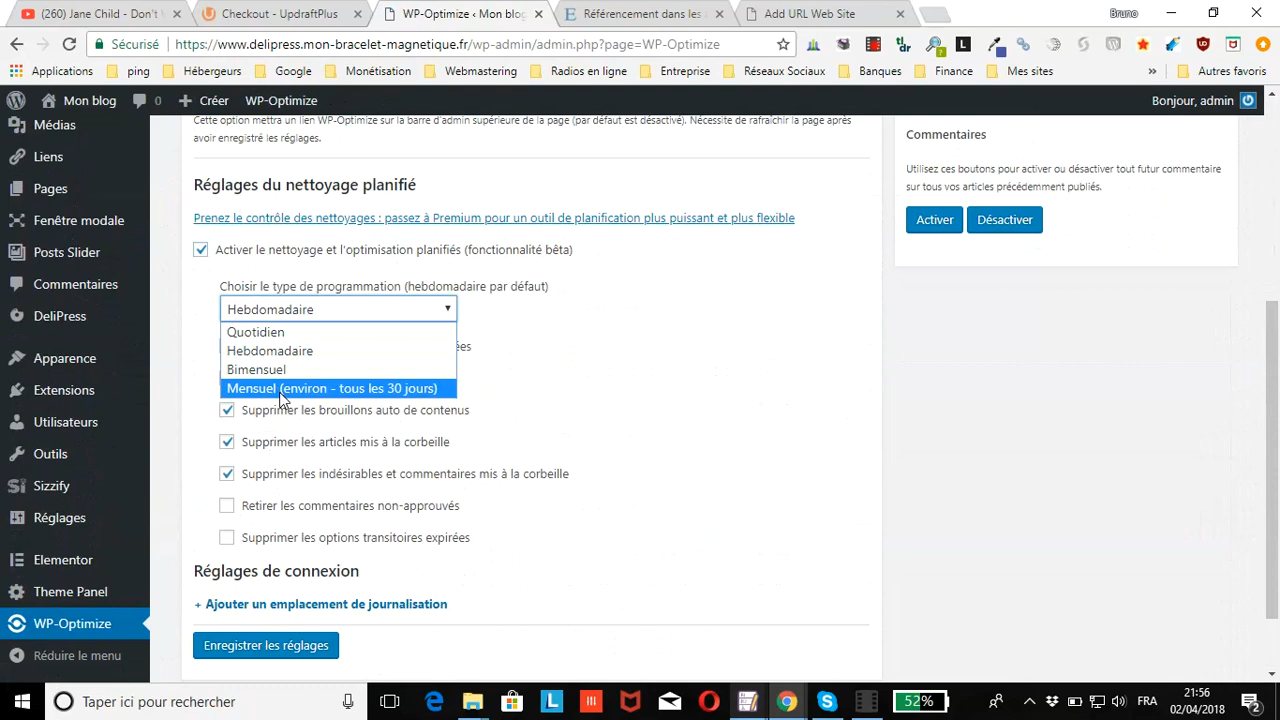 (260) Jane Child - Don't W
Checkout - UpdraftPlus
WP-Optimize ‹ Mon blog
Référencement dans les a
Add URL Web Site
Bruno
Sécurisé
https://www.delipress.mon-bracelet-magnetique.fr/wp-admin/admin.php?page=WP-Optimize
Applications
ping
Hébergeurs
Google
Monétisation
Webmastering
Radios en ligne
Entreprise
Réseaux Sociaux
Banques
Finance
Mes sites
Autres favoris
Mon blog
0
Créer
WP-Optimize
Bonjour, admin
Médias
Liens
Pages
Fenêtre modale
Posts Slider
Commentaires
DeliPress
Apparence
Extensions
Utilisateurs
Outils
Sizzify
Réglages
Elementor
Theme Panel
WP-Optimize
Réduire le menu
Cette option mettra un lien WP-Optimize sur la barre d'admin supérieure de la page (par défaut est désactivé). Nécessite de rafraîchir la page après
avoir enregistré les réglages.
Réglages du nettoyage planifié
Prenez le contrôle des nettoyages : passez à Premium pour un outil de planification plus puissant et plus flexible
Activer le nettoyage et l'optimisation planifiés (fonctionnalité bêta)
Choisir le type de programmation (hebdomadaire par défaut)
Hebdomadaire
Quotidien
Hebdomadaire
Bimensuel
Mensuel (environ - tous les 30 jours)
Supprimer les brouillons auto de contenus
Supprimer les articles mis à la corbeille
Supprimer les indésirables et commentaires mis à la corbeille
Retirer les commentaires non-approuvés
Supprimer les options transitoires expirées
Réglages de connexion
+ Ajouter un emplacement de journalisation
Enregistrer les réglages
Commentaires
Utilisez ces boutons pour activer ou désactiver tout futur commentaire
sur tous vos articles précédemment publiés.
Activer
Désactiver
Taper ici pour rechercher
52%
FRA
21:56
02/04/2018
2